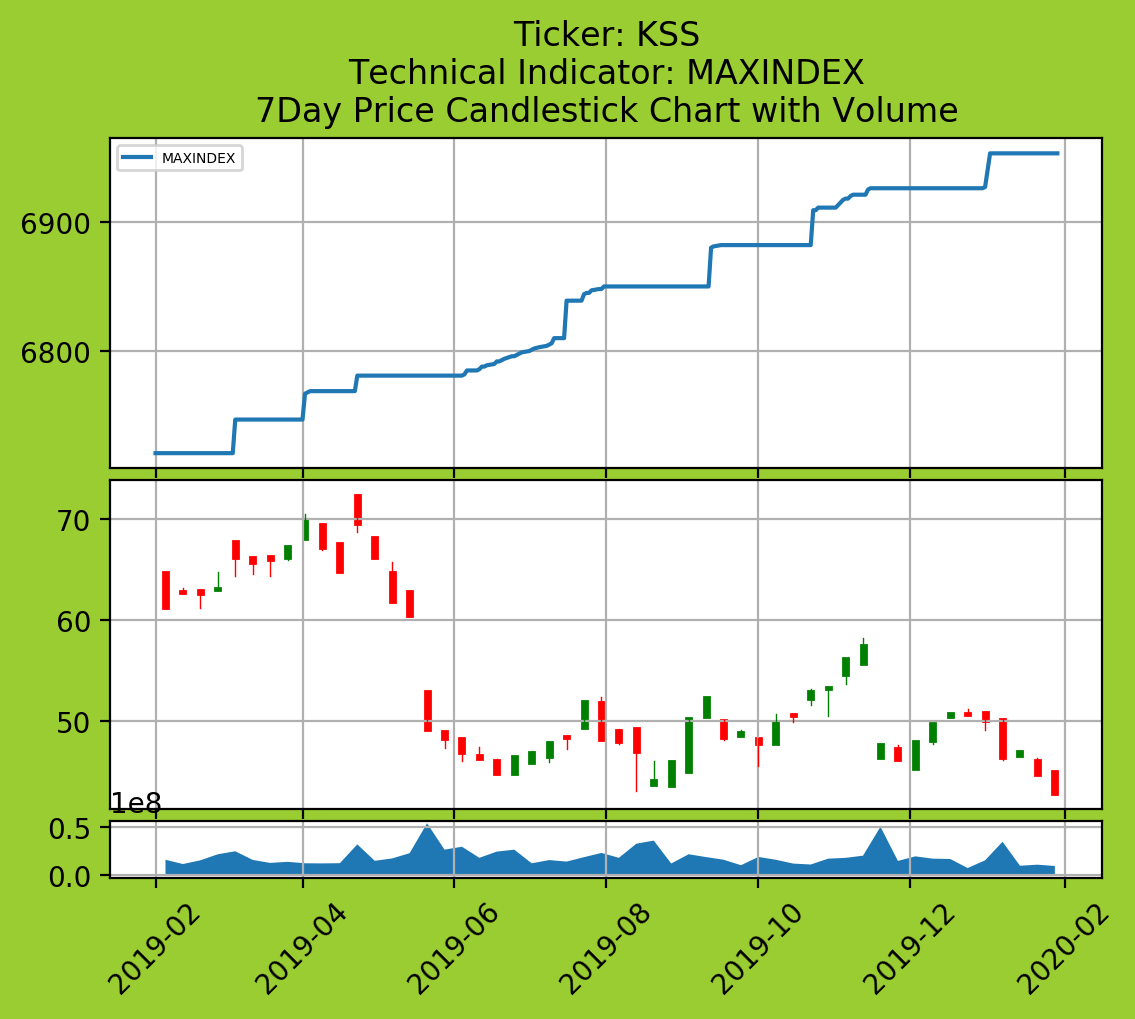 Ticker: KSS
Technical Indicator: MAXINDEX
7Day Price Candlestick Chart with Volume
MAXINDEX
6900
6800
70
60
50
1e8
0.5
0.0
2019-02
2019-04
2019-06
2019-08
2019-10
2019-12
2020-02